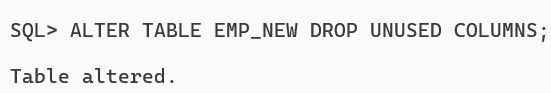 SQL> ALTER TABLE EMP_NEW DROP UNUSED COLUMNS;
Table altered.